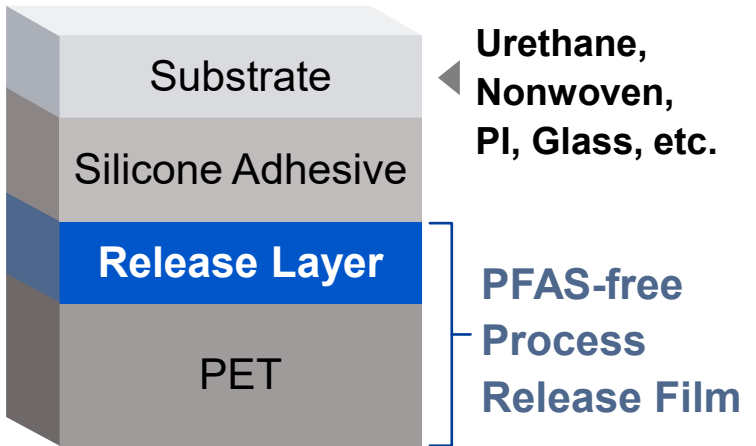 Substrate
Urethane,
Nonwoven,
PI, Glass, etc.
Silicone Adhesive
Release Layer
PET
PFAS-free
Process
Release Film